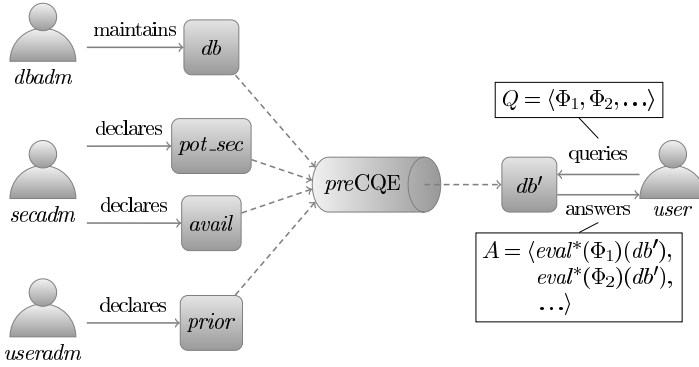 maintains
db
dbadm
Q = ⟨Φ₁, Φ₂, …⟩
declares
pot_sec
queries
preCQE
db′
secadm
declares
avail
answers
user
A = ⟨eval*(Φ₁)(db′),
eval*(Φ₂)(db′),
…⟩
declares
prior
useradm